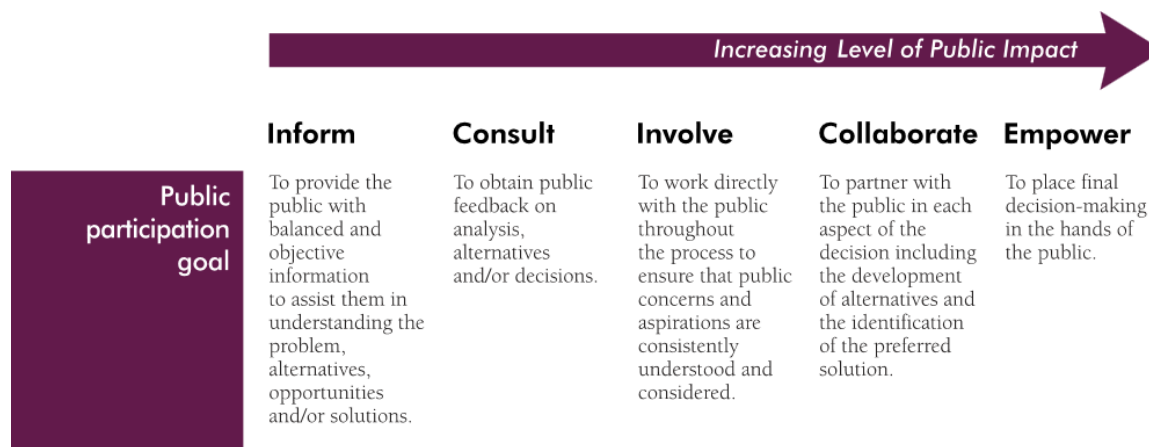 Increasing Level of Public Impact
Inform
Consult
Involve
Collaborate
Empower
Public
participation
goal
To provide the
public with
balanced and
objective
information
to assist them in
understanding the
problem,
alternatives,
opportunities
and/or solutions.
To obtain public
feedback on
analysis,
alternatives
and/or decisions.
To work directly
with the public
throughout
the process to
ensure that public
concerns and
aspirations are
consistently
understood and
considered.
To partner with
the public in each
aspect of the
decision including
the development
of alternatives and
the identification
of the preferred
solution.
To place final
decision-making
in the hands of
the public.